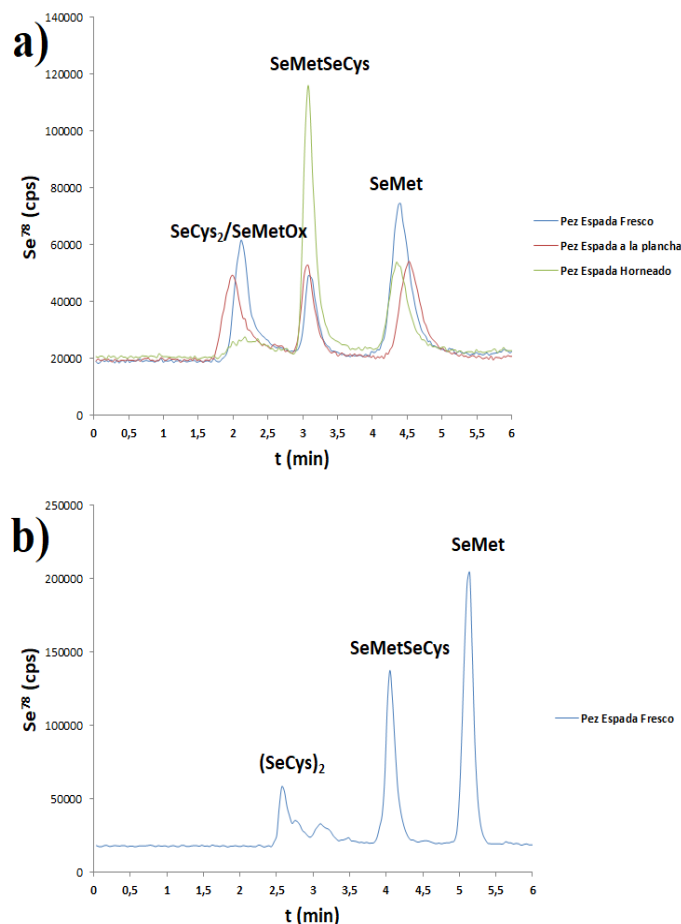 a)
140000
120000
100000
80000
60000
40000
20000
0
Se⁷⁸ (cps)
SeMetSeCys
SeMet
SeCys₂/SeMetOx
Pez Espada Fresco
Pez Espada a la plancha
Pez Espada Horneado
0 0,5 1 1,5 2 2,5 3 3,5 4 4,5 5 5,5 6
t (min)
b)
250000
200000
150000
100000
50000
0
Se⁷⁸ (cps)
SeMet
SeMetSeCys
(SeCys)₂
Pez Espada Fresco
0 0,5 1 1,5 2 2,5 3 3,5 4 4,5 5 5,5 6
t (min)